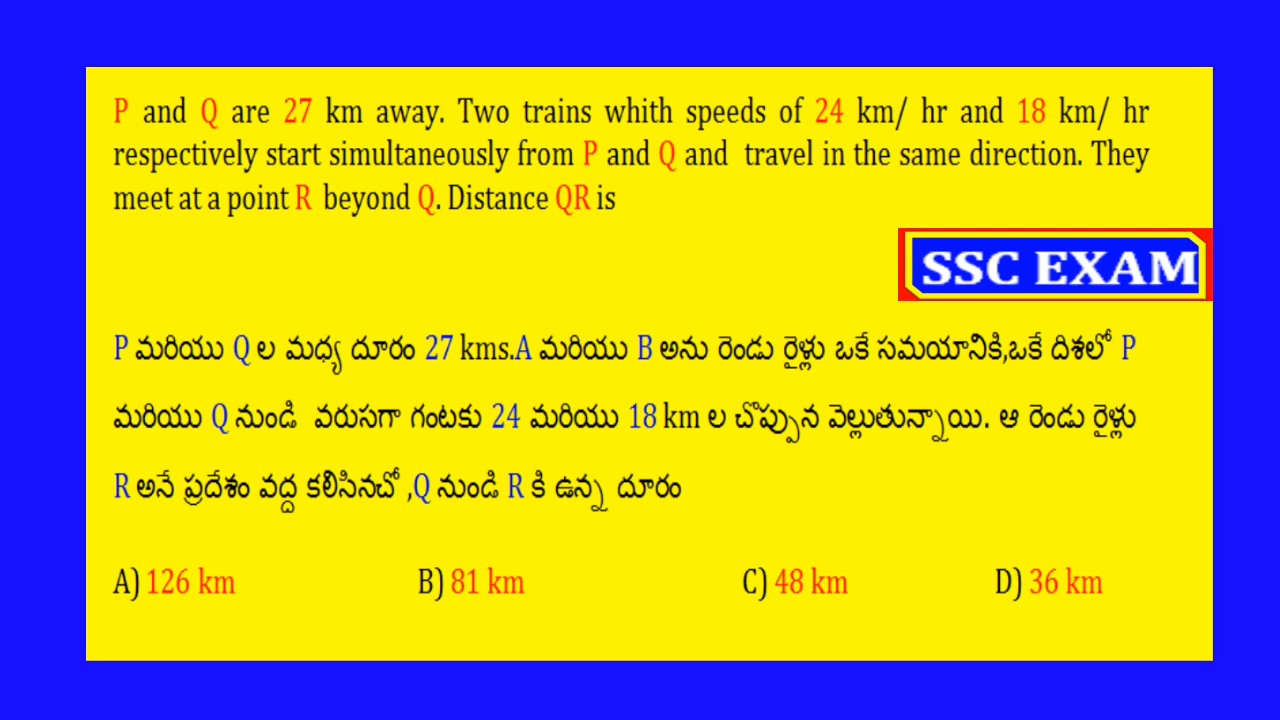 P and Q are 27 km away. Two trains whith speeds of 24 km/ hr and 18 km/ hr
respectively start simultaneously from P and Q and travel in the same direction. They
meet at a point R beyond Q. Distance QR is
SSC EXAM
P మరియు Q ల మధ్య దూరం 27 kms.A మరియు B అను రెండు రైళ్లు ఒకే సమయానికి,ఒకే దిశలో P
మరియు Q నుండి వరుసగా గంటకు 24 మరియు 18 km ల చొప్పున వెల్లుతున్నాయి. ఆ రెండు రైళ్లు
R అనే ప్రదేశం వద్ద కలిసినచో ,Q నుండి R కి ఉన్న దూరం
A) 126 km B) 81 km C) 48 km D) 36 km